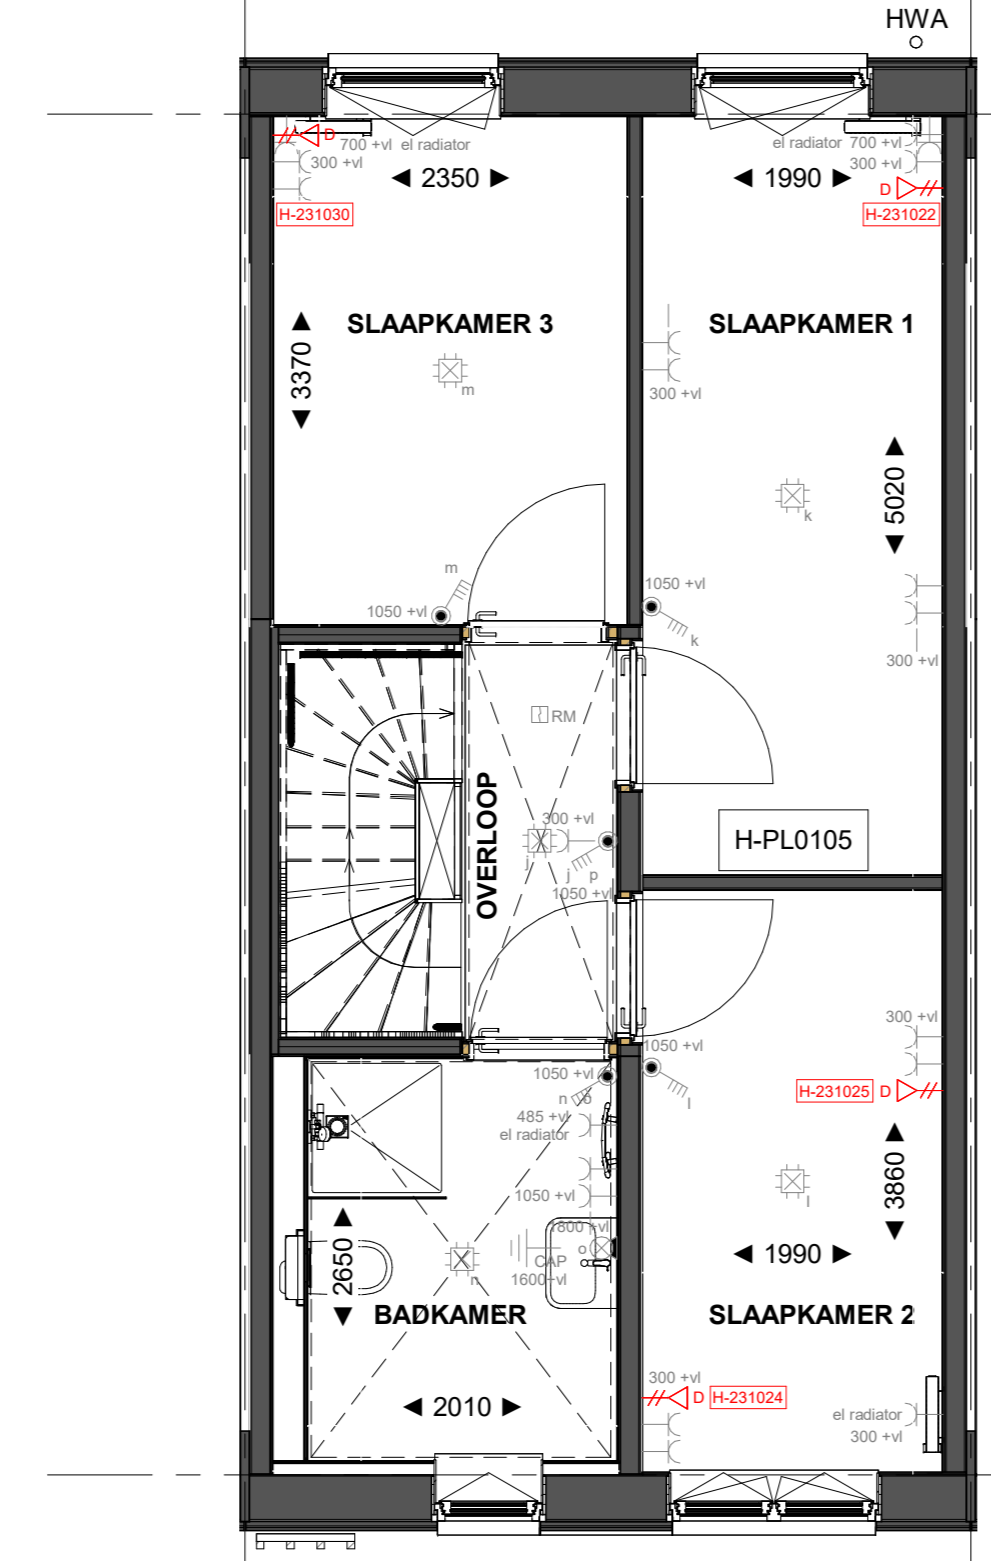 HWA
D
700 +vl el radiator
300 +vl
H-231030
◄ 2350 ►
el radiator 700 +vl
300 +vl
◄ 1990 ►
D
H-231022
SLAAPKAMER 3
SLAAPKAMER 1
◄ 3370 ►
m
300 +vl
◄ 5020 ►
k
m
1050 +vl
1050 +vl
k
300 +vl
RM
OVERLOOP
300 +vl
j
j p
1050 +vl
H-PL0105
300 +vl
1050 +vl
l
H-231025 D
1050 +vl
n o
485 +vl
el radiator
1050 +vl
1800 +vl
o
CAP
1600+vl
n
◄ 2650 ►
BADKAMER
◄ 2010 ►
l
◄ 3860 ►
◄ 1990 ►
SLAAPKAMER 2
300 +vl
D H-231024
el radiator
300 +vl